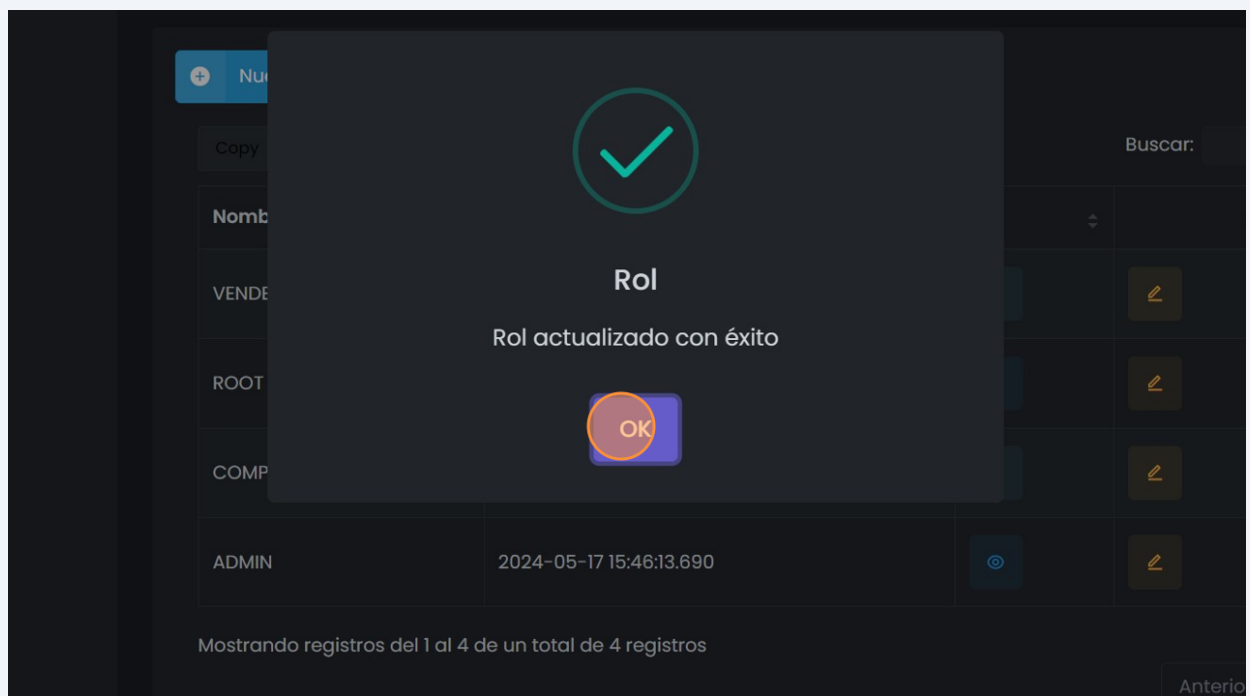 Nu
Copy
Buscar:
Nomb
VENDE
ROOT
COMP
Rol
Rol actualizado con éxito
OK
ADMIN 2024-05-17 15:46:13.690
Mostrando registros del 1 al 4 de un total de 4 registros
Anterio